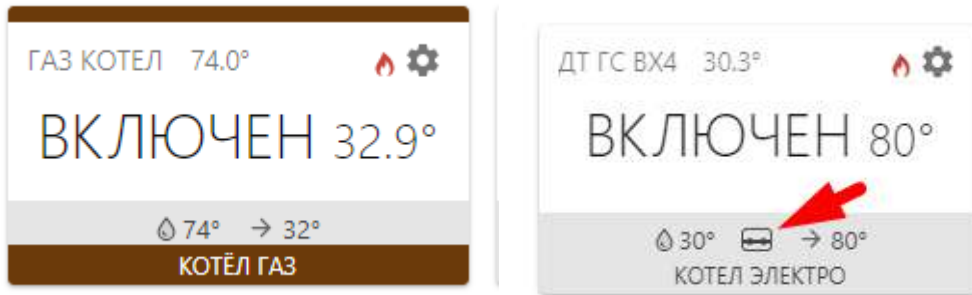 ГАЗ КОТЕЛ 74.0°
ВКЛЮЧЕН 32.9°
74° → 32°
КОТЁЛ ГАЗ
ДТ ГС ВХ4 30.3°
ВКЛЮЧЕН 80°
30° → 80°
КОТЕЛ ЭЛЕКТРО